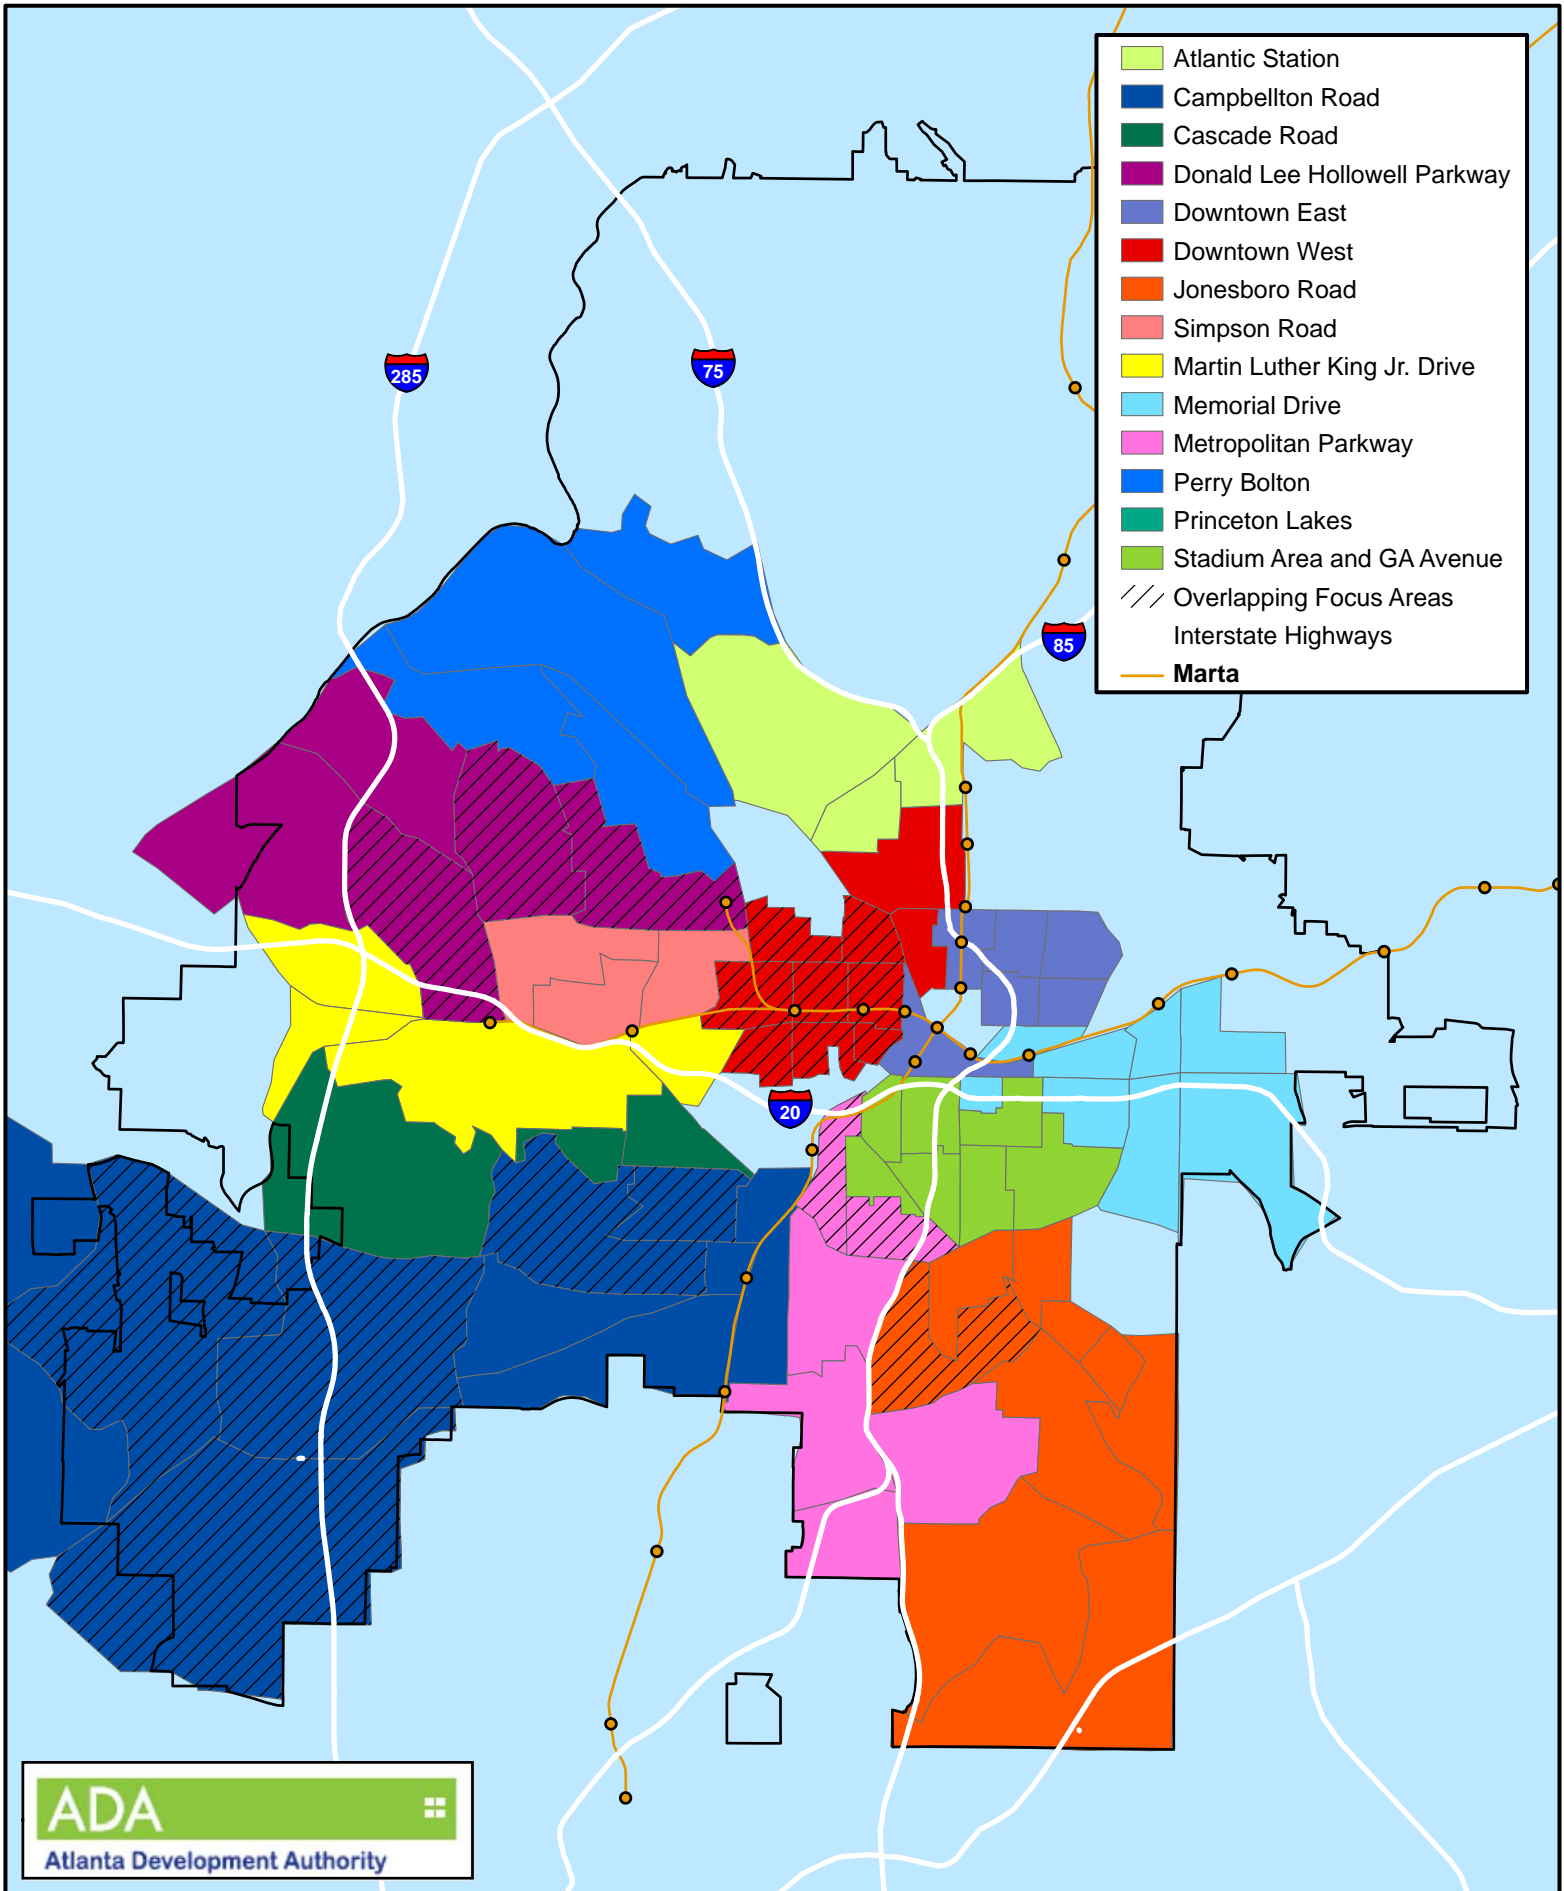 Atlantic Station
Campbellton Road
Cascade Road
Donald Lee Hollowell Parkway
Downtown East
Downtown West
Jonesboro Road
Simpson Road
Martin Luther King Jr. Drive
Memorial Drive
Metropolitan Parkway
Perry Bolton
Princeton Lakes
Stadium Area and GA Avenue
Overlapping Focus Areas
Interstate Highways
Marta
285
75
85
20
ADA
Atlanta Development Authority